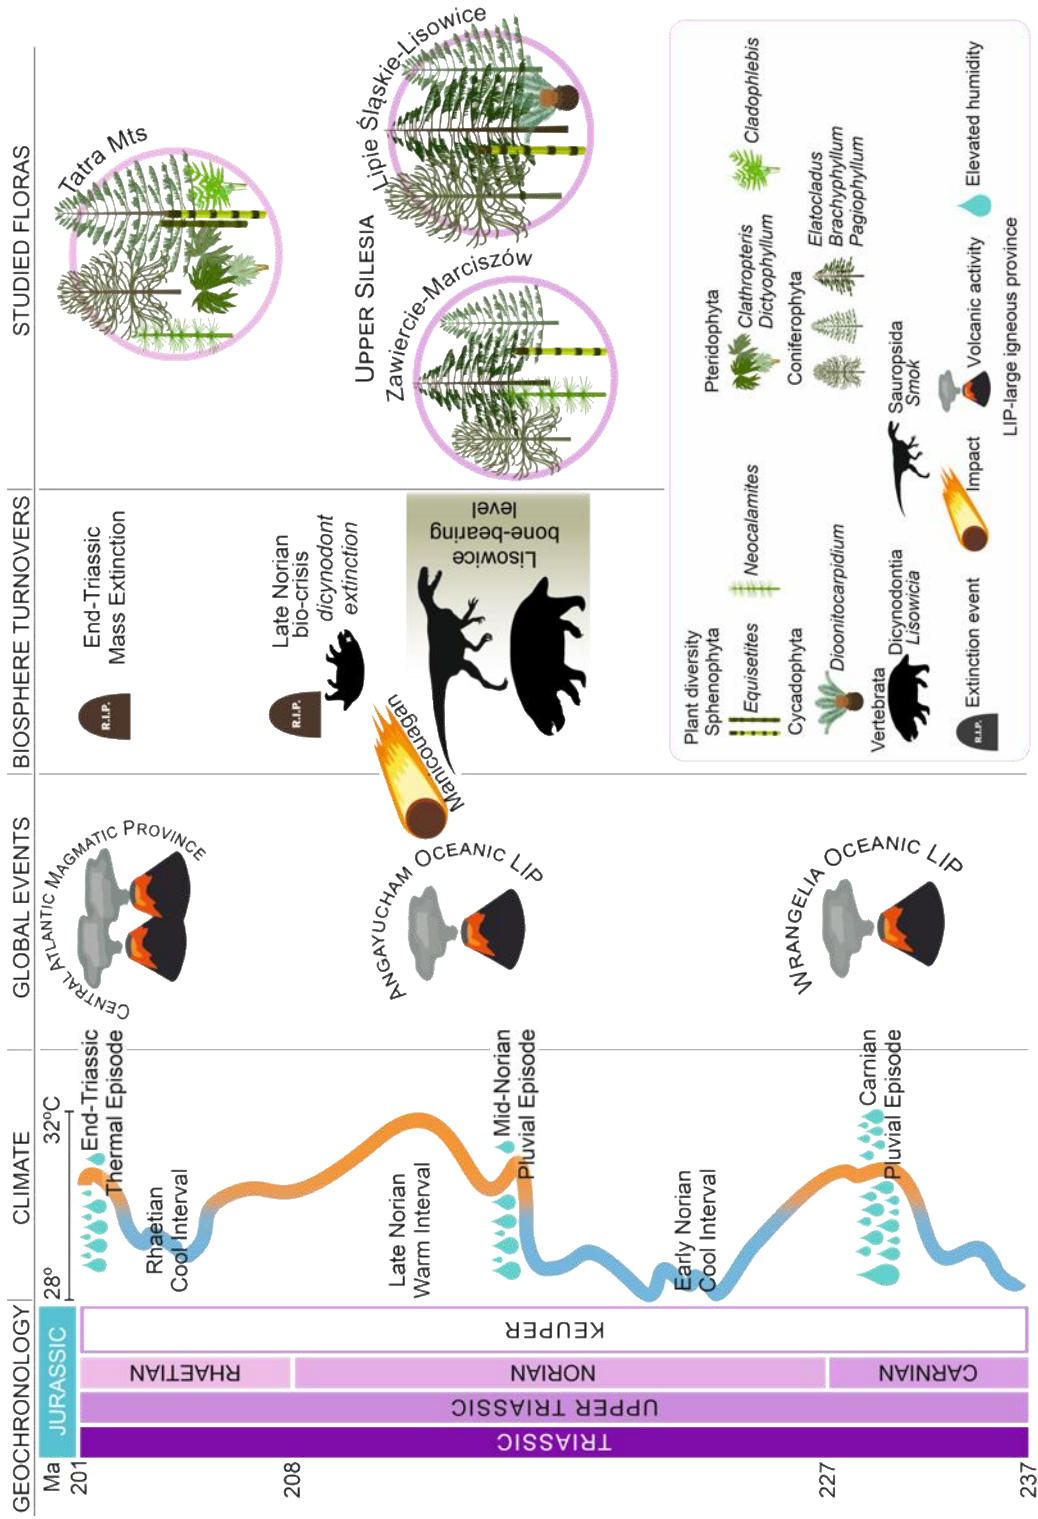 GEOCHRONOLOGY
CLIMATE
GLOBAL EVENTS
BIOSPHERE TURNOVERS
STUDIED FLORAS
Ma
201
208
227
237
JURASSIC
TRIASSIC
UPPER TRIASSIC
RHAETIAN
NORIAN
CARNIAN
KEUPER
28°
32°C
End-Triassic
Thermal Episode
Rhaetian
Cool Interval
Late Norian
Warm Interval
Mid-Norian
Pluvial Episode
Early Norian
Cool Interval
Carnian
Pluvial Episode
CENTRAL ATLANTIC MAGMATIC PROVINCE
ANGAYUCHAM OCEANIC LIP
WRANGELIA OCEANIC LIP
Manicouagan
R.I.P.
End-Triassic
Mass Extinction
R.I.P.
Late Norian
bio-crisis
dicynodont
extinction
Lisowice
bone-bearing
level
Tatra Mts
UPPER SILESIA
Zawiercie-Marciszów
Lipie Śląskie-Lisowice
Plant diversity
Sphenophyta
Equisetites
Neocalamites
Cycadophyta
Dioonitocarpidium
Pteridophyta
Clathropteris
Dictyophyllum
Cladophlebis
Coniferophyta
Elatocladus
Brachyphyllum
Pagiophyllum
Vertebrata
Dicynodontia
Lisowicia
Sauropsida
Smok
R.I.P.
Extinction event
Impact
Volcanic activity
Elevated humidity
LIP-large igneous province